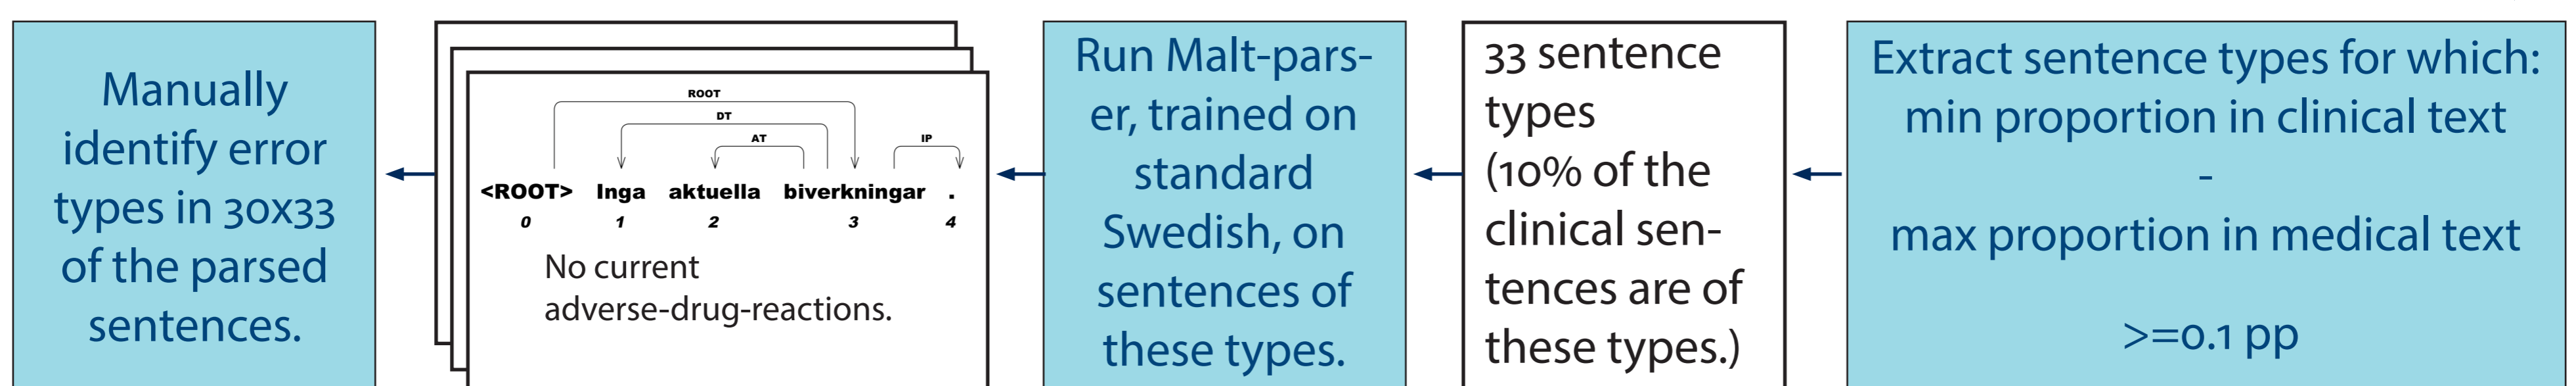 Manually
identify error
types in 30x33
of the parsed
sentences.
ROOT
DT
AT
IP
<ROOT> Inga aktuella biverkningar .
0 1 2 3 4
No current
adverse-drug-reactions.
Run Malt-pars-
er, trained on
standard
Swedish, on
sentences of
these types.
33 sentence
types
(10% of the
clinical sen-
tences are of
these types.)
Extract sentence types for which:
min proportion in clinical text
-
max proportion in medical text
>=0.1 pp